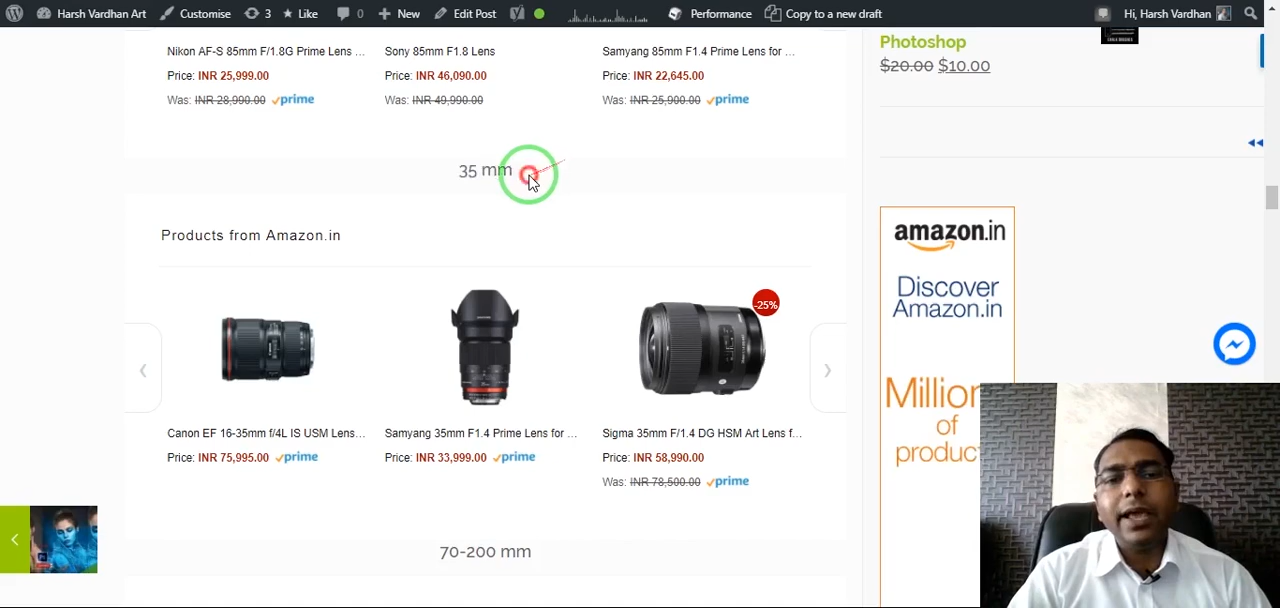 Harsh Vardhan Art Customise 3 Like 0 New Edit Post Performance Copy to a new draft Hi, Harsh Vardhan
Nikon AF-S 85mm F/1.8G Prime Lens ...
Price: INR 25,999.00
Was: INR 28,990.00 prime
Sony 85mm F1.8 Lens
Price: INR 46,090.00
Was: INR 49,990.00
Samyang 85mm F1.4 Prime Lens for ...
Price: INR 22,645.00
Was: INR 25,900.00 prime
Photoshop
$20.00 $10.00
35 mm
Products from Amazon.in
-25%
Canon EF 16-35mm f/4L IS USM Lens...
Price: INR 75,995.00 prime
Samyang 35mm F1.4 Prime Lens for ...
Price: INR 33,999.00 prime
Sigma 35mm F/1.4 DG HSM Art Lens f...
Price: INR 58,990.00
Was: INR 78,500.00 prime
70-200 mm
amazon.in
Discover
Amazon.in
Million
of
product